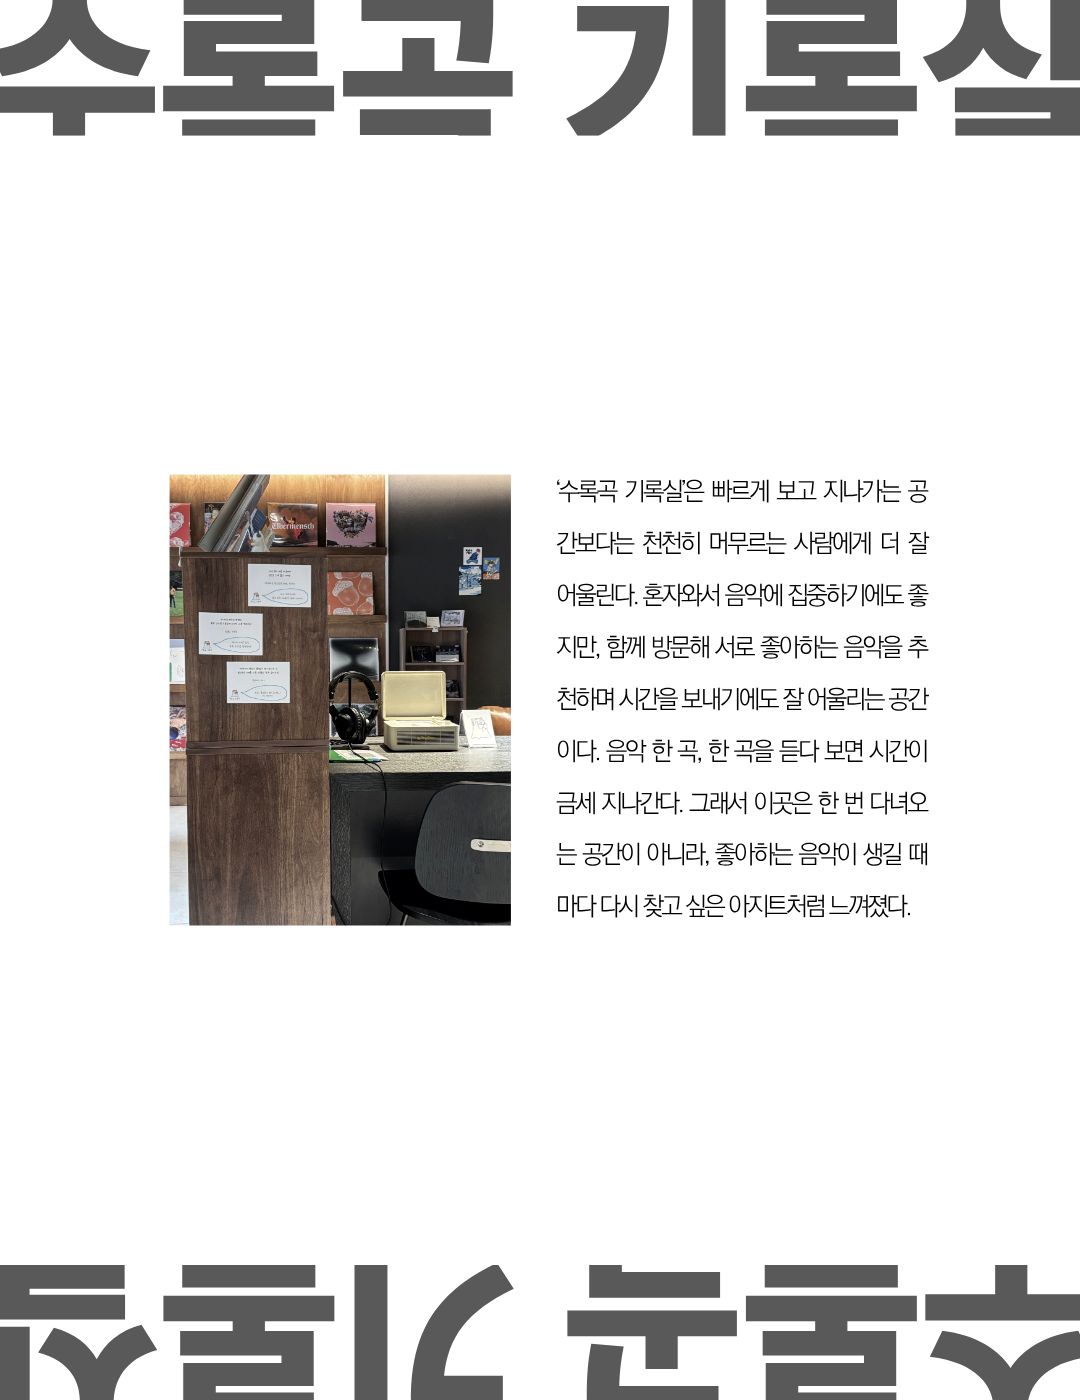 수록곡 기록실
Übermensch
‘수록곡 기록실’은 빠르게 보고 지나가는 공
간보다는 천천히 머무르는 사람에게 더 잘
어울린다. 혼자와서 음악에 집중하기에도 좋
지만, 함께 방문해 서로 좋아하는 음악을 추
천하며 시간을 보내기에도 잘 어울리는 공간
이다. 음악 한 곡, 한 곡을 듣다 보면 시간이
금세 지나간다. 그래서 이곳은 한 번 다녀오
는 공간이 아니라, 좋아하는 음악이 생길 때
마다 다시 찾고 싶은 아지트처럼 느껴졌다.
수록곡 기록실